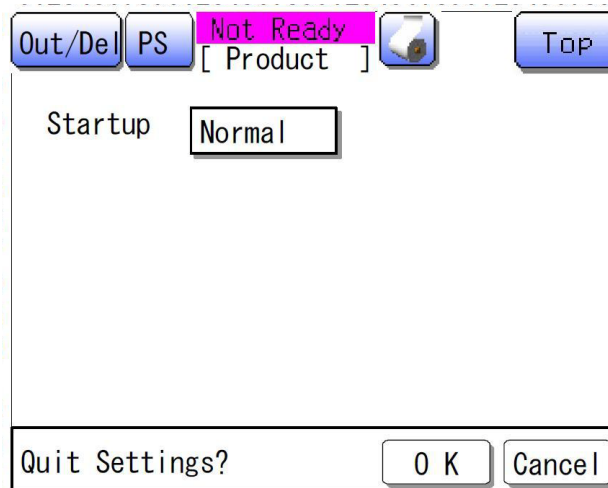 Out/Del PS Not Ready Top
[ Product ]
Startup Normal
Quit Settings? O K Cancel